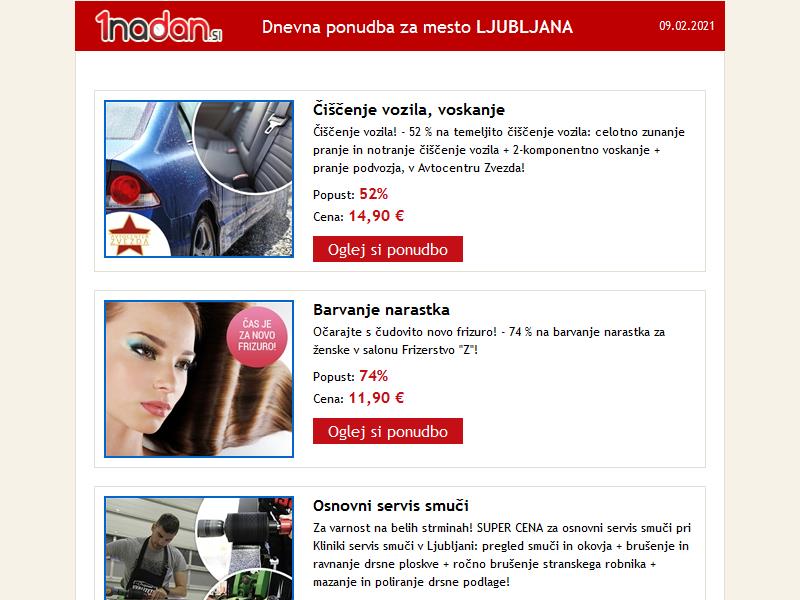 1nadan.si
Dnevna ponudba za mesto LJUBLJANA
09.02.2021
Čiščenje vozila, voskanje
Čiščenje vozila! - 52 % na temeljito čiščenje vozila: celotno zunanje
pranje in notranje čiščenje vozila + 2-komponentno voskanje +
pranje podvozja, v Avtocentru Zvezda!
Popust: 52%
Cena: 14,90 €
Oglej si ponudbo
ZVEZDA
ČAS JE
ZA NOVO
FRIZURO!
Barvanje narastka
Očarajte s čudovito novo frizuro! - 74 % na barvanje narastka za
ženske v salonu Frizerstvo "Z"!
Popust: 74%
Cena: 11,90 €
Oglej si ponudbo
Osnovni servis smuči
Za varnost na belih strminah! SUPER CENA za osnovni servis smuči pri
Kliniki servis smuči v Ljubljani: pregled smuči in okovja + brušenje in
ravnanje drsne ploskve + ročno brušenje stranskega robnika +
mazanje in poliranje drsne podlage!